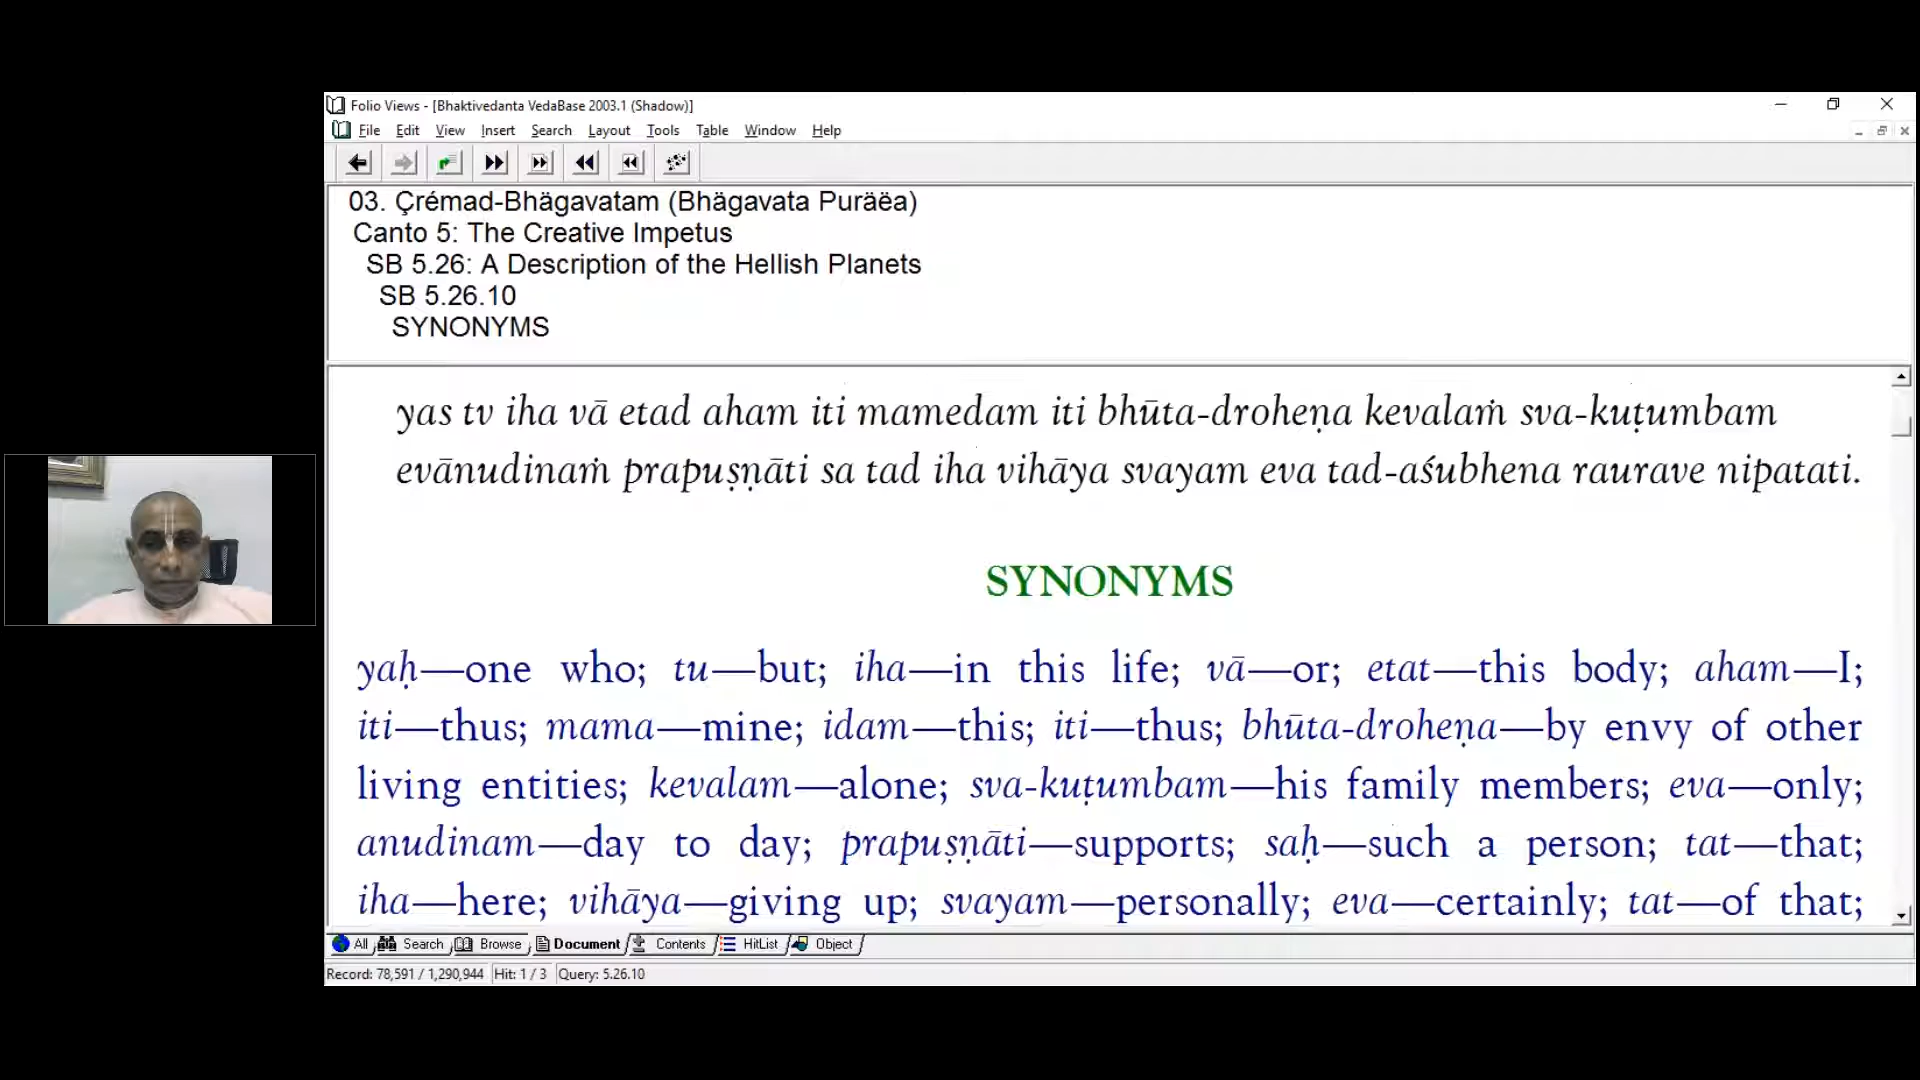 Folio Views - [Bhaktivedanta VedaBase 2003.1 (Shadow)]
File Edit View Insert Search Layout Tools Table Window Help
03. Çrémad-Bhägavatam (Bhägavata Puräëa)
Canto 5: The Creative Impetus
SB 5.26: A Description of the Hellish Planets
SB 5.26.10
SYNONYMS
yas tv iha vā etad aham iti mamedam iti bhūta-droheṇa kevalaṁ sva-kuṭumbam
evānudinaṁ prapuṣṇāti sa tad iha vihāya svayam eva tad-aśubhena raurave nipatati.
SYNONYMS
yaḥ—one who; tu—but; iha—in this life; vā—or; etat—this body; aham—I;
iti—thus; mama—mine; idam—this; iti—thus; bhūta-droheṇa—by envy of other
living entities; kevalam—alone; sva-kuṭumbam—his family members; eva—only;
anudinam—day to day; prapuṣṇāti—supports; saḥ—such a person; tat—that;
iha—here; vihāya—giving up; svayam—personally; eva—certainly; tat—of that;
All Search Browse Document Contents HitList Object
Record: 78,591 / 1,290,944 Hit: 1 / 3 Query: 5.26.10